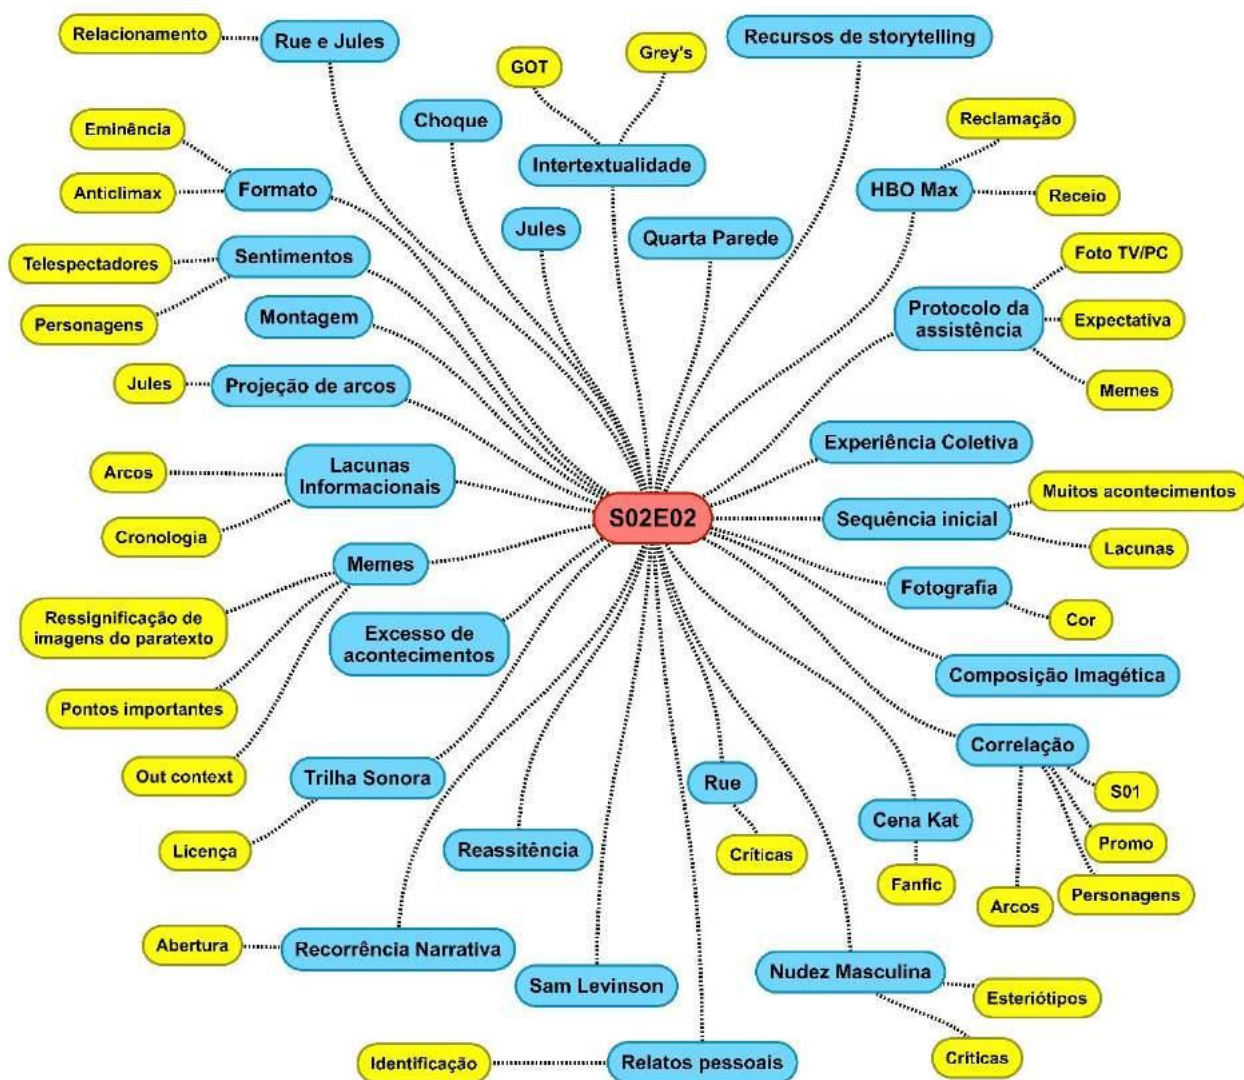 Relacionamento
Rue e Jules
Recursos de storytelling
Grey's
GOT
Choque
Intertextualidade
Reclamação
Eminência
HBO Max
Receio
Anticlimax
Formato
Jules
Quarta Parede
Foto TV/PC
Telespectadores
Sentimentos
Protocolo da
assistência
Expectativa
Personagens
Montagem
Memes
Jules
Projeção de arcos
Experiência Coletiva
Arcos
Lacunas
Informacionais
Muitos acontecimentos
S02E02
Sequência inicial
Cronologia
Lacunas
Memes
Fotografia
Cor
Ressignificação de
imagens do paratexto
Excesso de
acontecimentos
Composição Imagética
Pontos importantes
Correlação
Out context
Trilha Sonora
Rue
S01
Cena Kat
Promo
Licença
Reassitência
Críticas
Fanfic
Arcos
Personagens
Abertura
Recorrência Narrativa
Sam Levinson
Nudez Masculina
Esteriótipos
Identificação
Relatos pessoais
Críticas